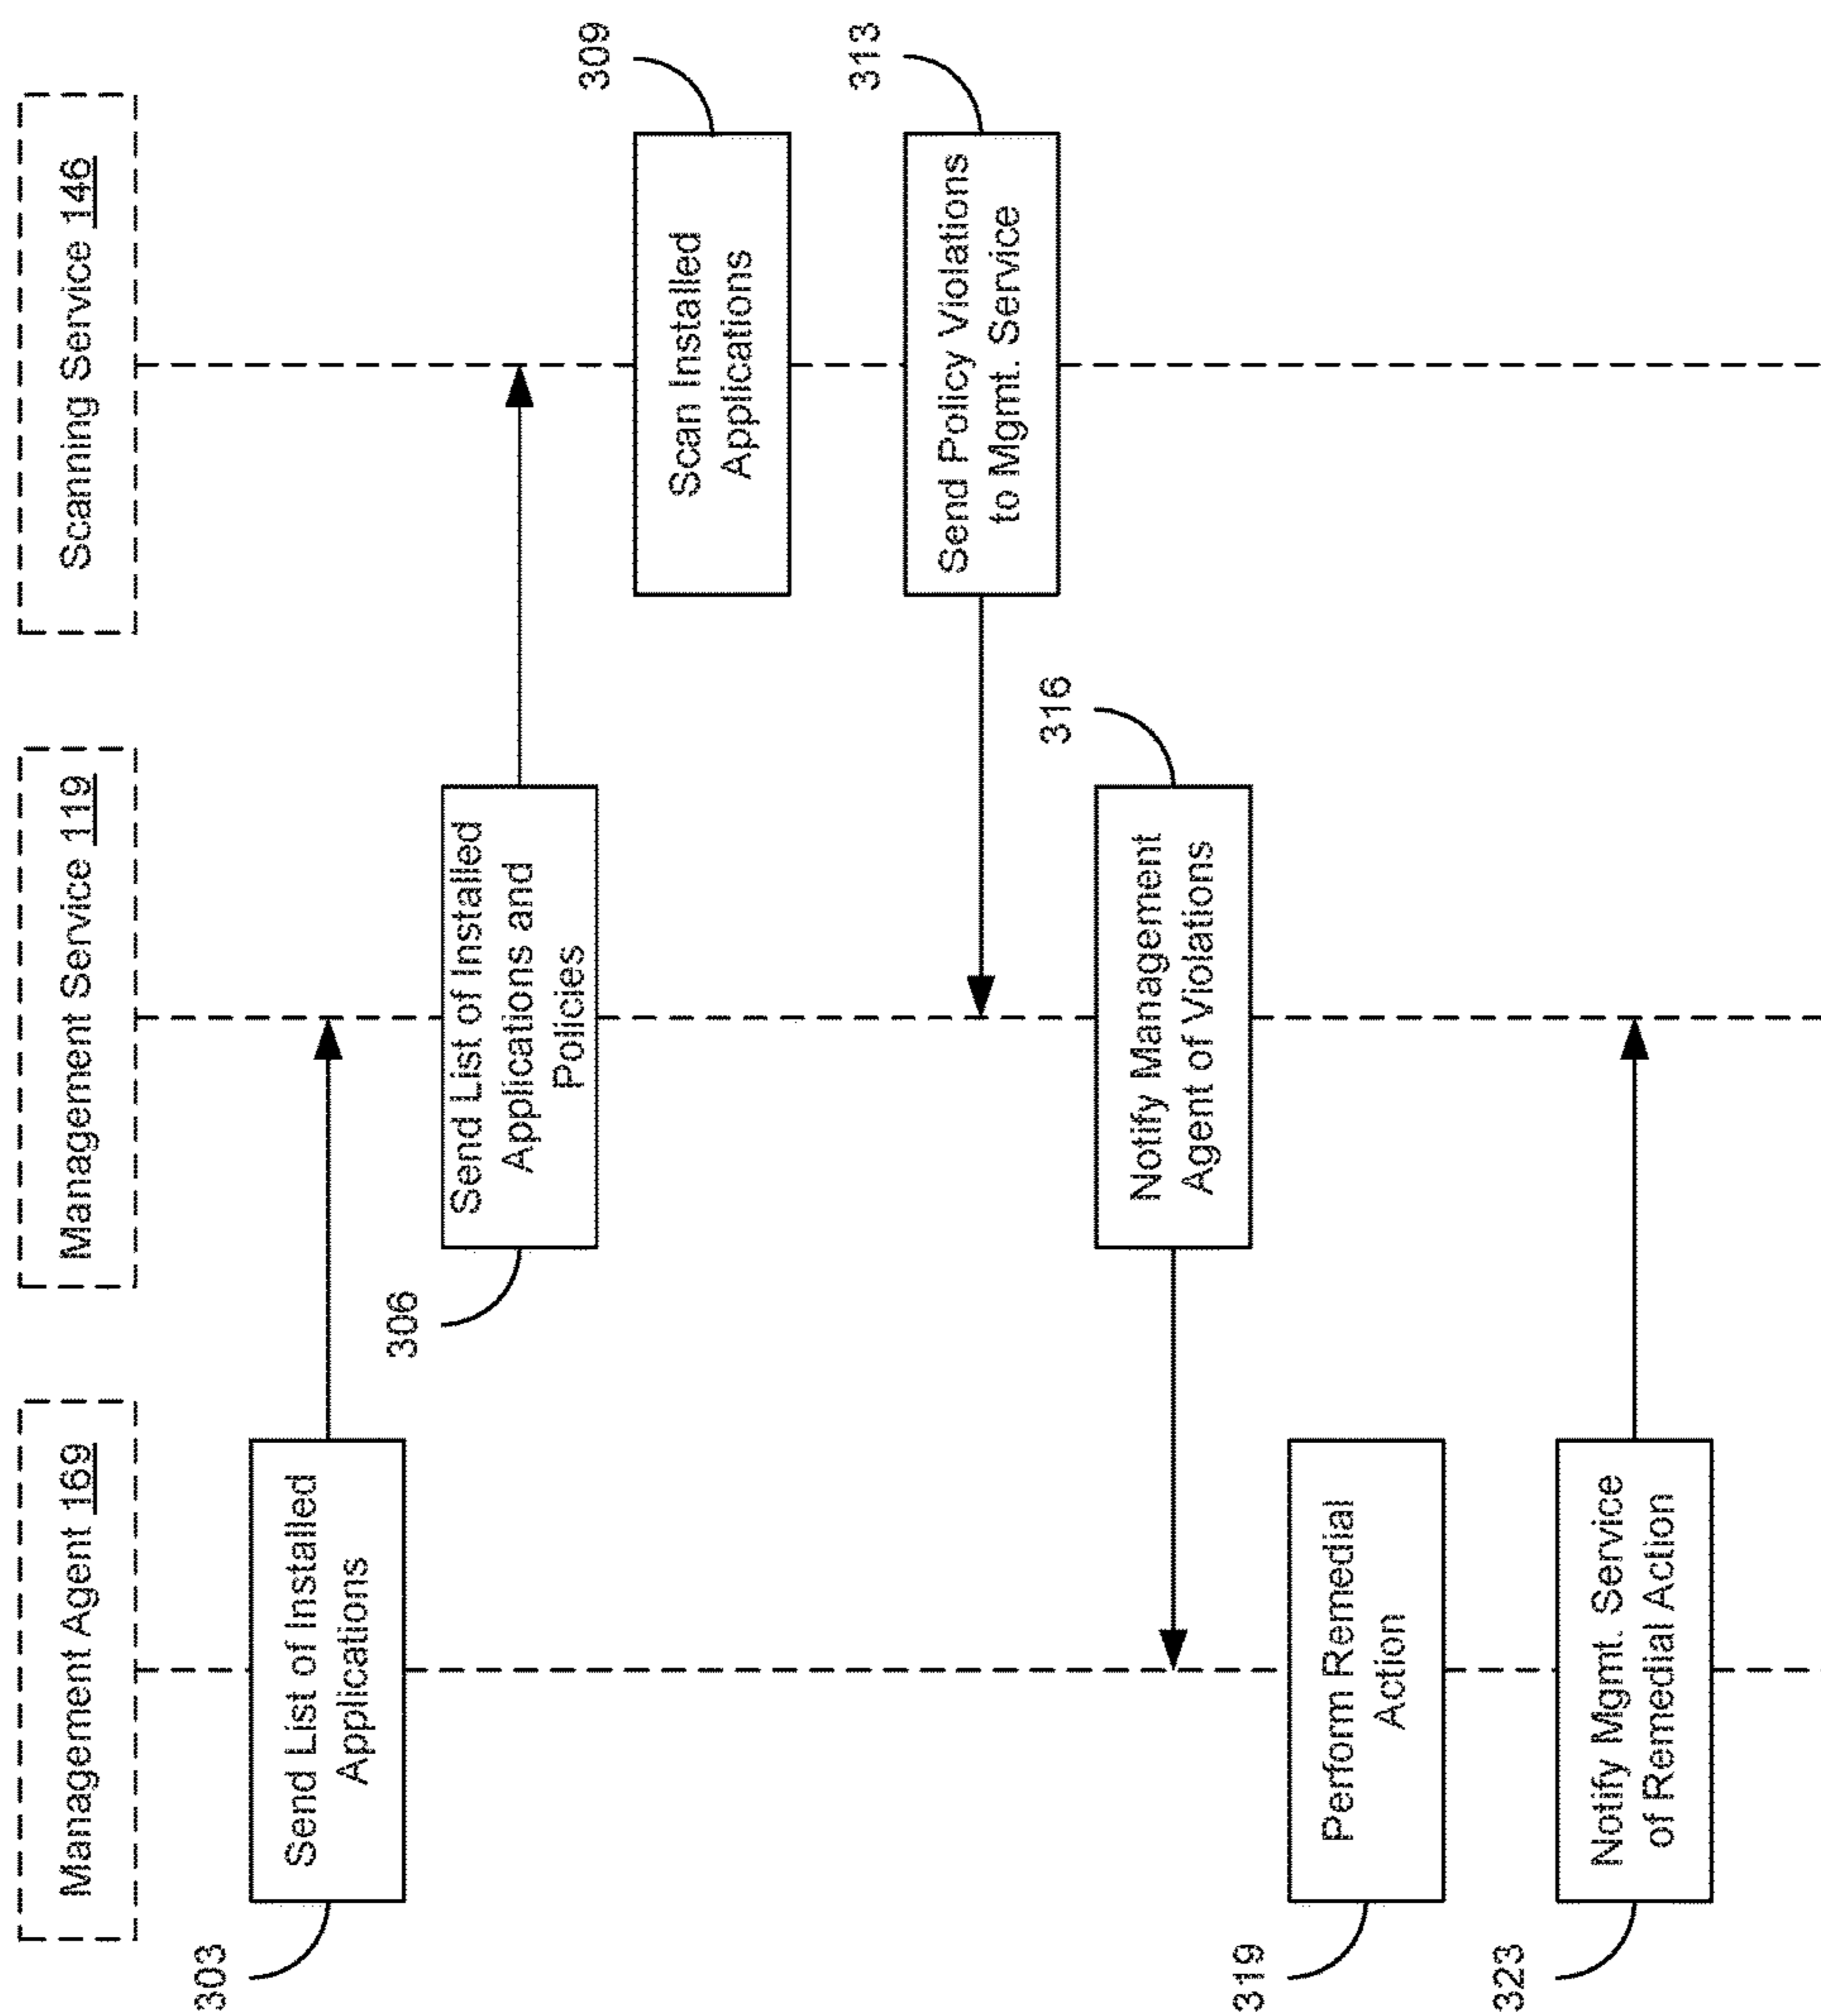 Management Agent 169
Management Service 119
Scanning Service 146
303
Send List of Installed
Applications
306
Send List of Installed
Applications and
Policies
309
Scan Installed
Applications
313
Send Policy Violations
to Mgmt. Service
316
Notify Management
Agent of Violations
319
Perform Remedial
Action
323
Notify Mgmt. Service
of Remedial Action